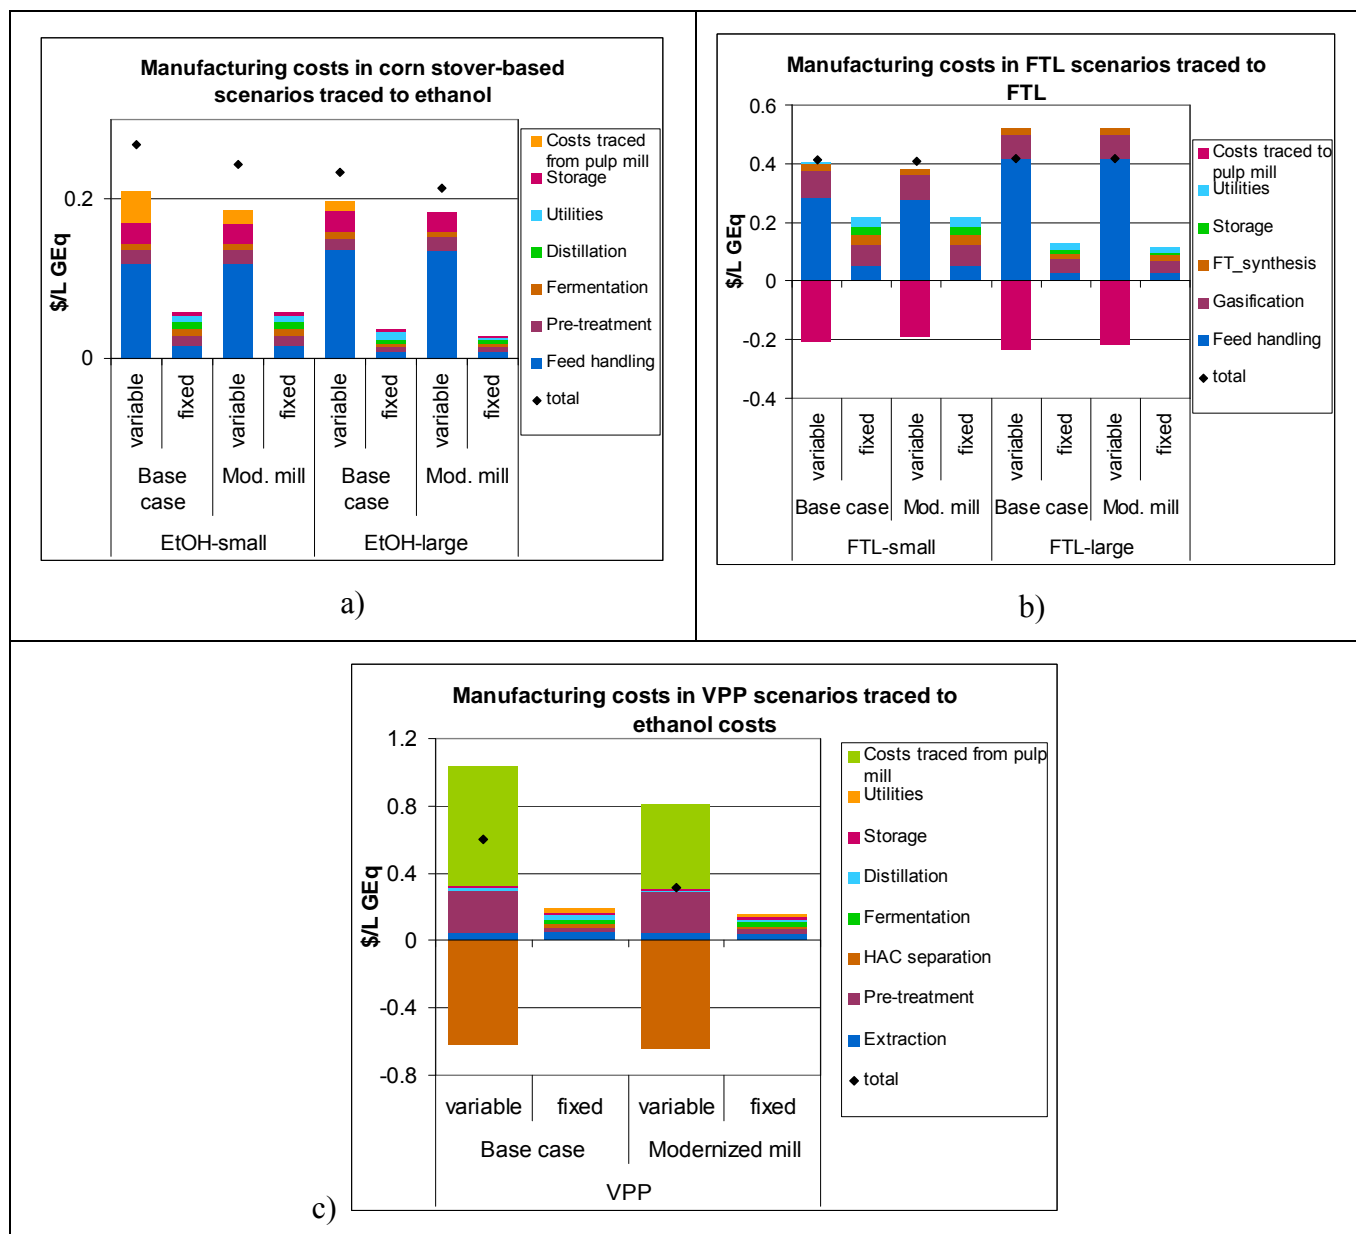 Manufacturing costs in corn stover-based
scenarios traced to ethanol
$/L GEq
0.2
0
variable
fixed
variable
fixed
variable
fixed
variable
fixed
Base
case
Mod. mill
Base
case
Mod. mill
EtOH-small
EtOH-large
Costs traced
from pulp mill
Storage
Utilities
Distillation
Fermentation
Pre-treatment
Feed handling
total
a)
Manufacturing costs in FTL scenarios traced to
FTL
$/L GEq
0.6
0.4
0.2
0
-0.2
-0.4
variable
fixed
variable
fixed
variable
fixed
variable
fixed
Base case
Mod. mill
Base case
Mod. mill
FTL-small
FTL-large
Costs traced to
pulp mill
Utilities
Storage
FT_synthesis
Gasification
Feed handling
total
b)
Manufacturing costs in VPP scenarios traced to
ethanol costs
$/L GEq
1.2
0.8
0.4
0
-0.4
-0.8
variable
fixed
variable
fixed
Base case
Modernized mill
VPP
Costs traced from pulp
mill
Utilities
Storage
Distillation
Fermentation
HAC separation
Pre-treatment
Extraction
total
c)